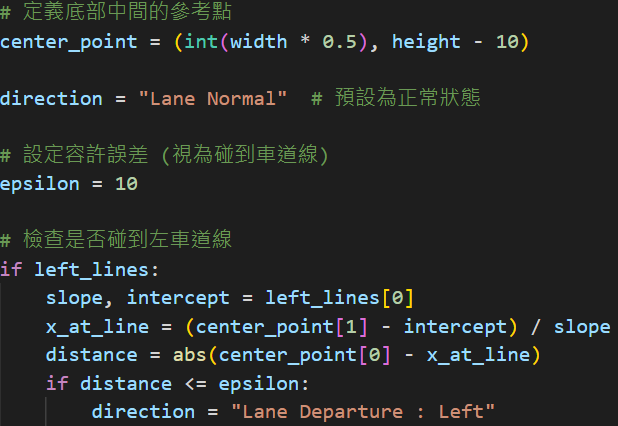 # 定義底部中間的參考點
center_point = (int(width * 0.5), height - 10)
direction = "Lane Normal"  # 預設為正常狀態
# 設定容許誤差 (視為碰到車道線)
epsilon = 10
# 檢查是否碰到左車道線
if left_lines:
    slope, intercept = left_lines[0]
    x_at_line = (center_point[1] - intercept) / slope
    distance = abs(center_point[0] - x_at_line)
    if distance <= epsilon:
        direction = "Lane Departure : Left"